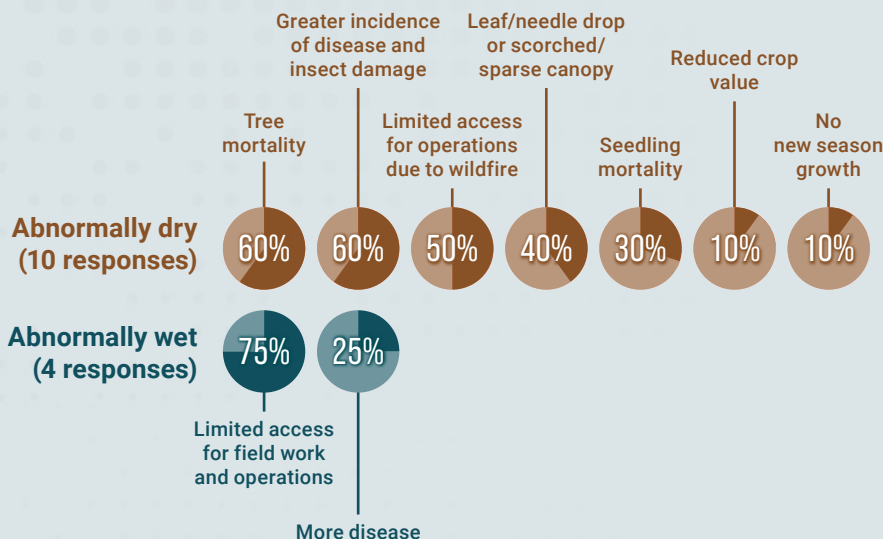 Greater incidence
of disease and
insect damage
Leaf/needle drop
or scorched/
sparse canopy
Reduced crop
value
Tree
mortality
Limited access
for operations
due to wildfire
Seedling
mortality
No
new season
growth
Abnormally dry
(10 responses)
60%
60%
50%
40%
30%
10%
10%
Abnormally wet
(4 responses)
75%
25%
Limited access
for field work
and operations
More disease